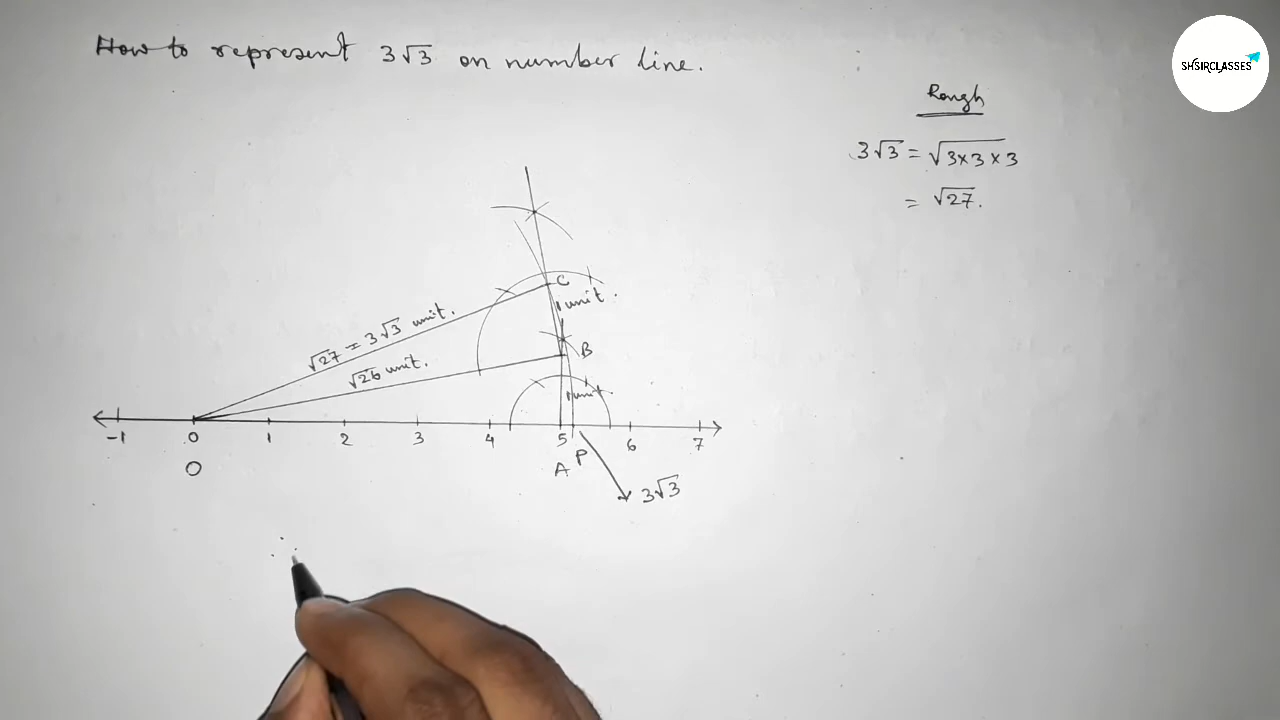 How to represent 3√3 on number line.
SHSIRCLASSES
Rough
3√3 = √3×3×3
= √27.
C
1 unit.
√27 = 3√3 unit.
B
√26 unit.
1 unit.
-1 0 1 2 3 4 5 6 7
O A P
3√3
∴